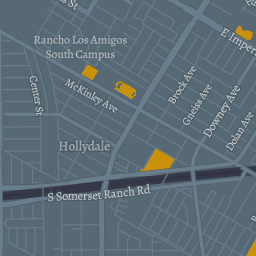 s St
E Imper
Rancho Los Amigos
South Campus
Center St
McKinley Ave
Brock Ave
Gneiss Ave
Downey Ave
Dolan Ave
Hollydale
S Somerset Ranch Rd